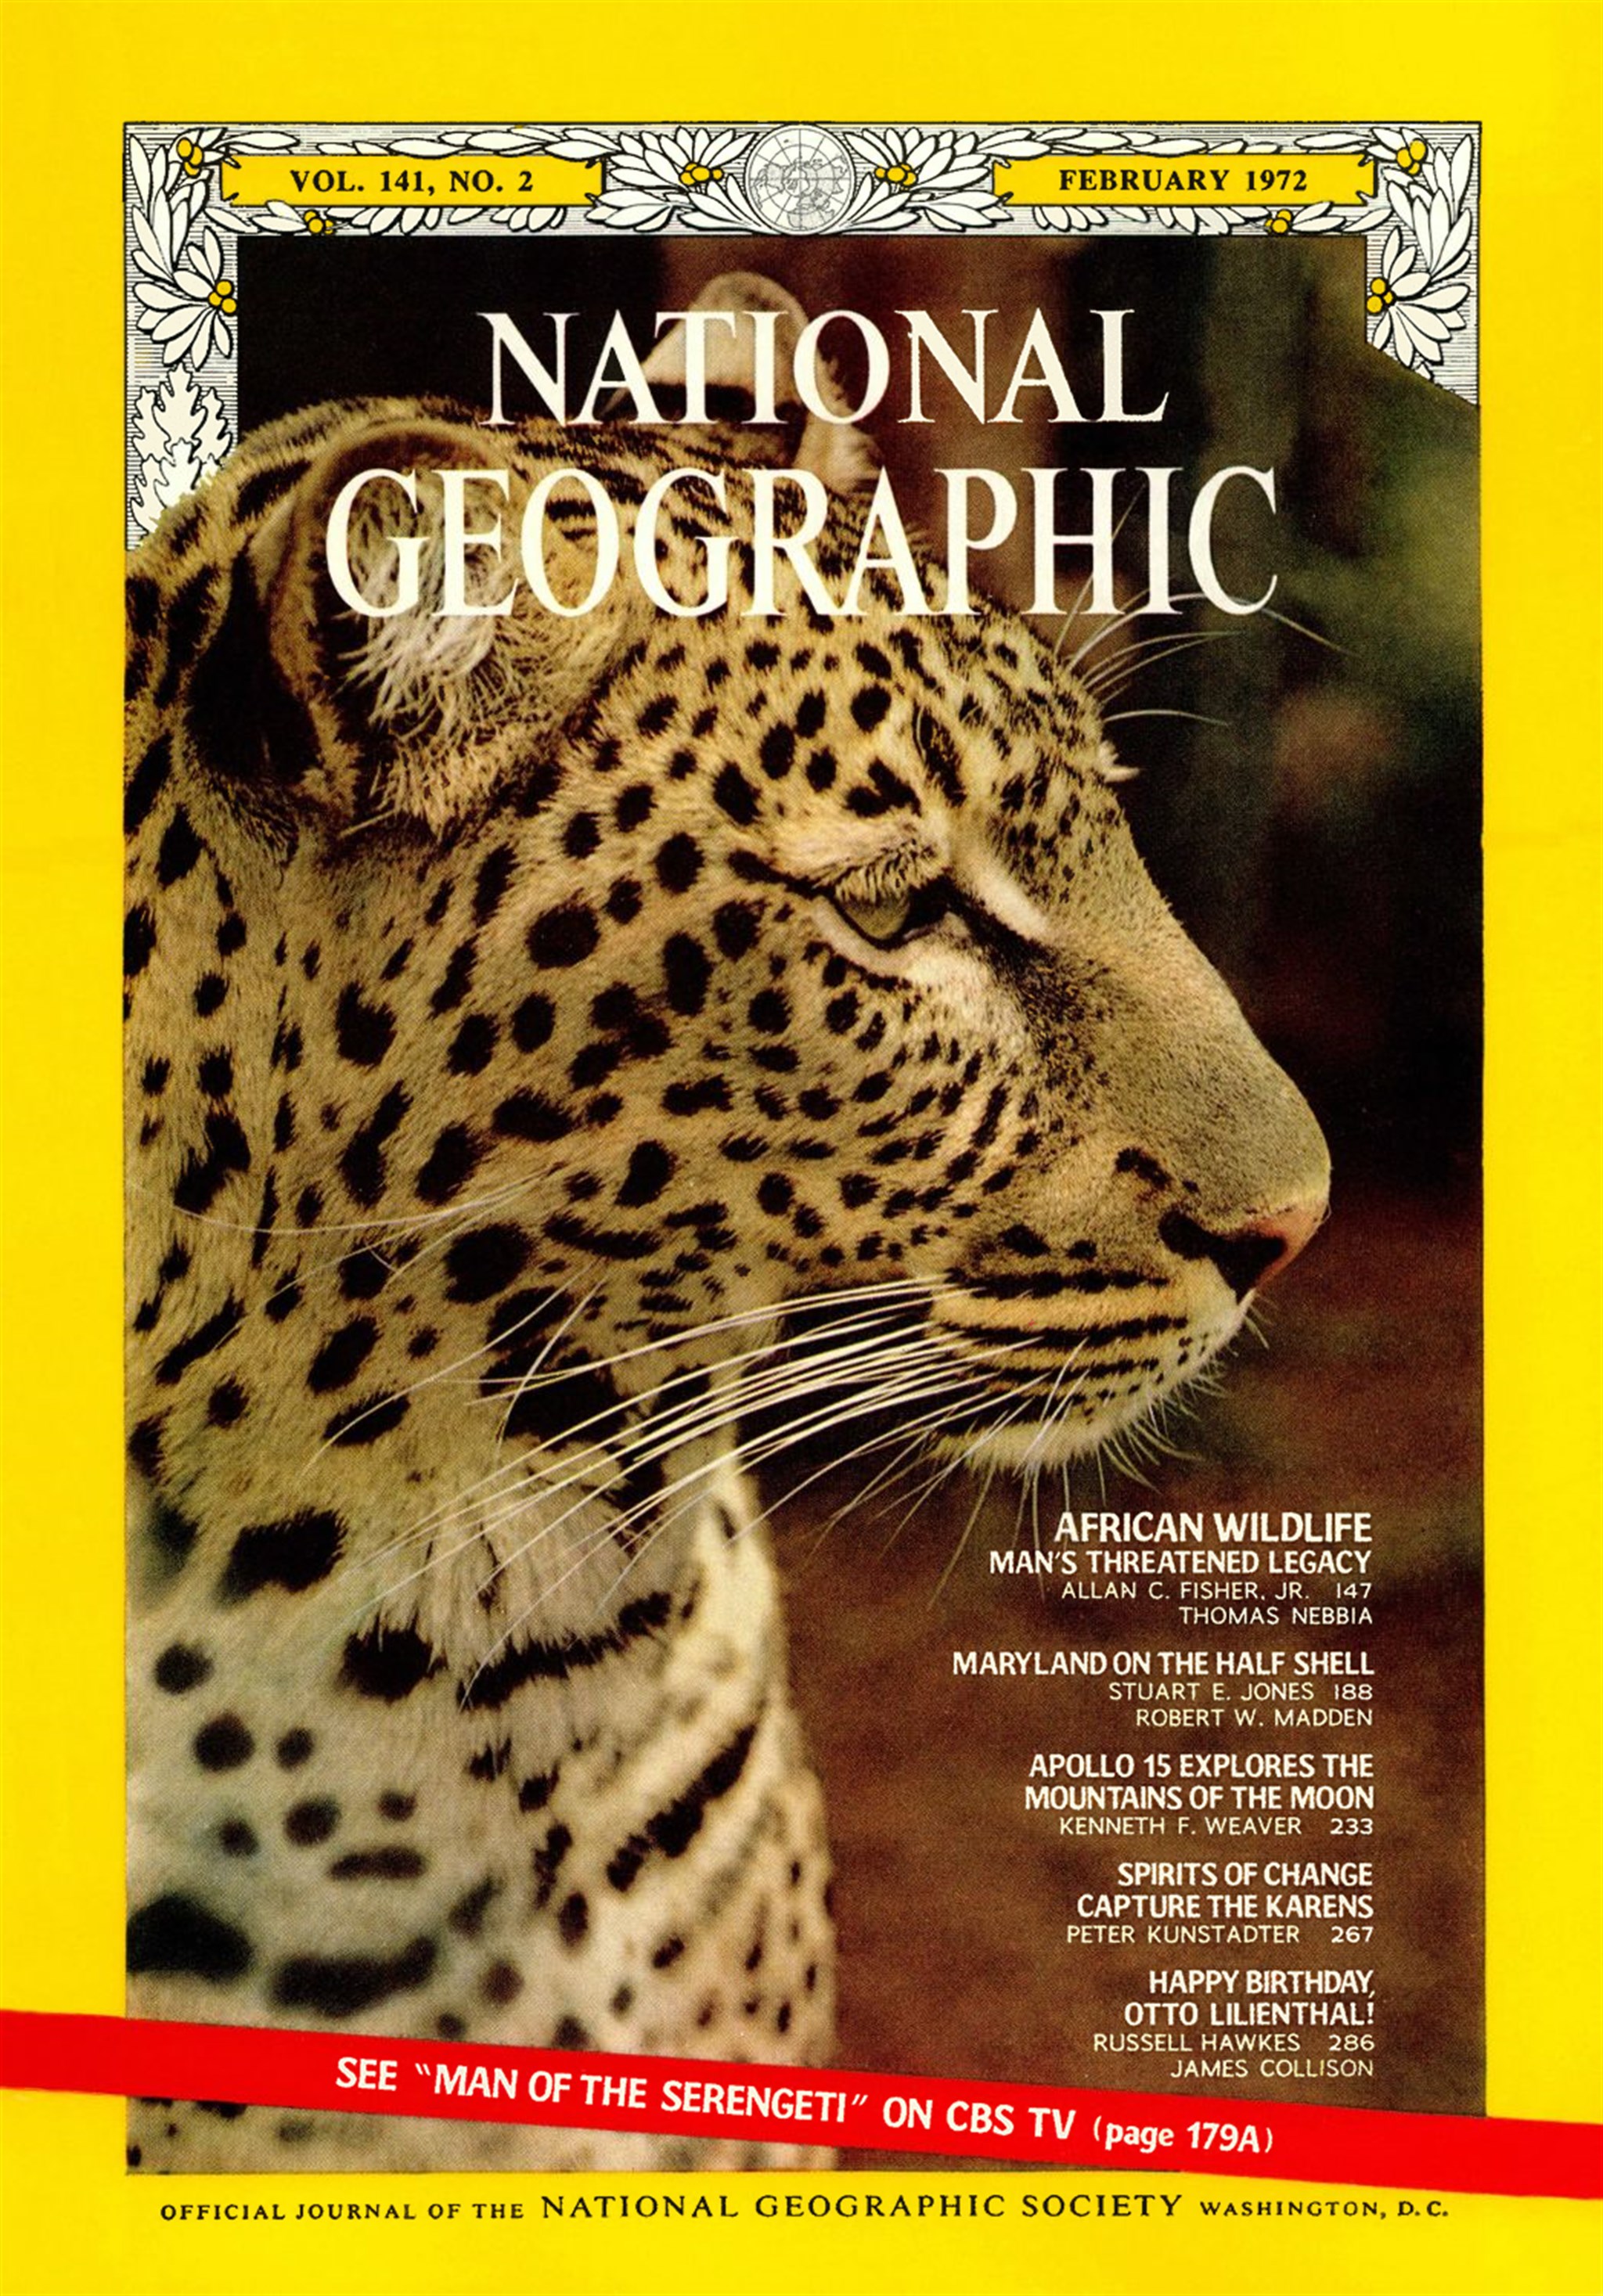 VOL. 141, NO. 2
FEBRUARY 1972
NATIONAL
GEOGRAPHIC
AFRICAN WILDLIFE
MAN'S THREATENED LEGACY
ALLAN C. FISHER, JR. 147
THOMAS NEBBIA
MARYLAND ON THE HALF SHELL
STUART E. JONES 188
ROBERT W. MADDEN
APOLLO 15 EXPLORES THE
MOUNTAINS OF THE MOON
KENNETH F. WEAVER 233
SPIRITS OF CHANGE
CAPTURE THE KARENS
PETER KUNSTADTER 267
HAPPY BIRTHDAY,
OTTO LILIENTHAL!
RUSSELL HAWKES 286
JAMES COLLISON
SEE "MAN OF THE SERENGETI" ON CBS TV (page 179A)
OFFICIAL JOURNAL OF THE NATIONAL GEOGRAPHIC SOCIETY WASHINGTON, D.C.